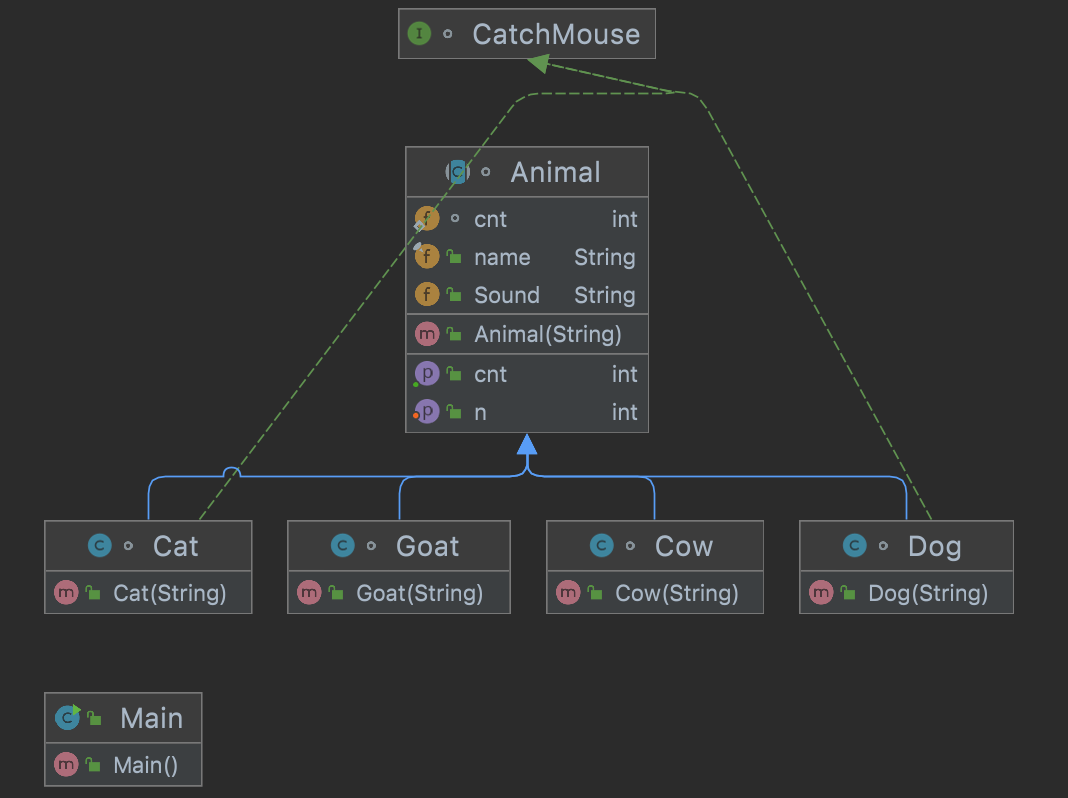 I CatchMouse
C Animal
f cnt int
f name String
f Sound String
m Animal(String)
p cnt int
p n int
C Cat
m Cat(String)
C Goat
m Goat(String)
C Cow
m Cow(String)
C Dog
m Dog(String)
C Main
m Main()